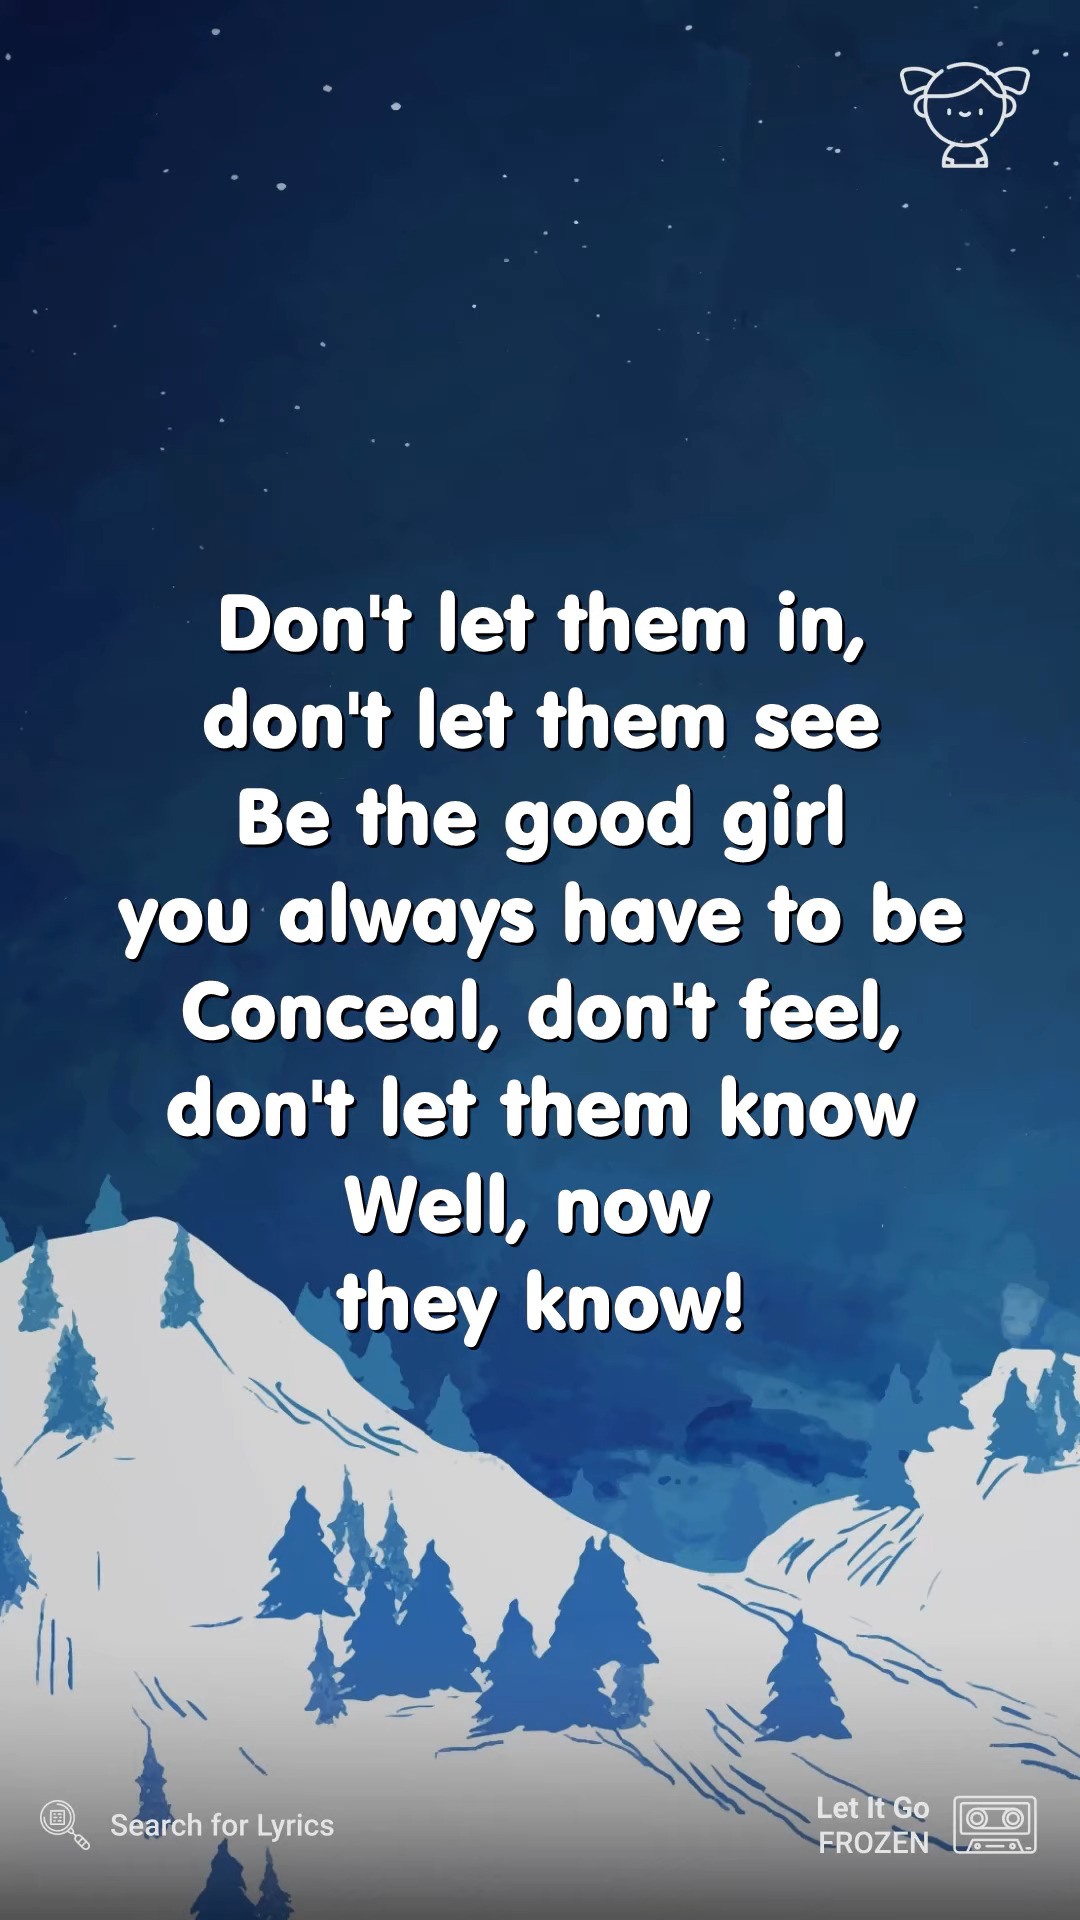 Don't let them in,
don't let them see
Be the good girl
you always have to be
Conceal, don't feel,
don't let them know
Well, now
they know!
Search for Lyrics
Let It Go
FROZEN